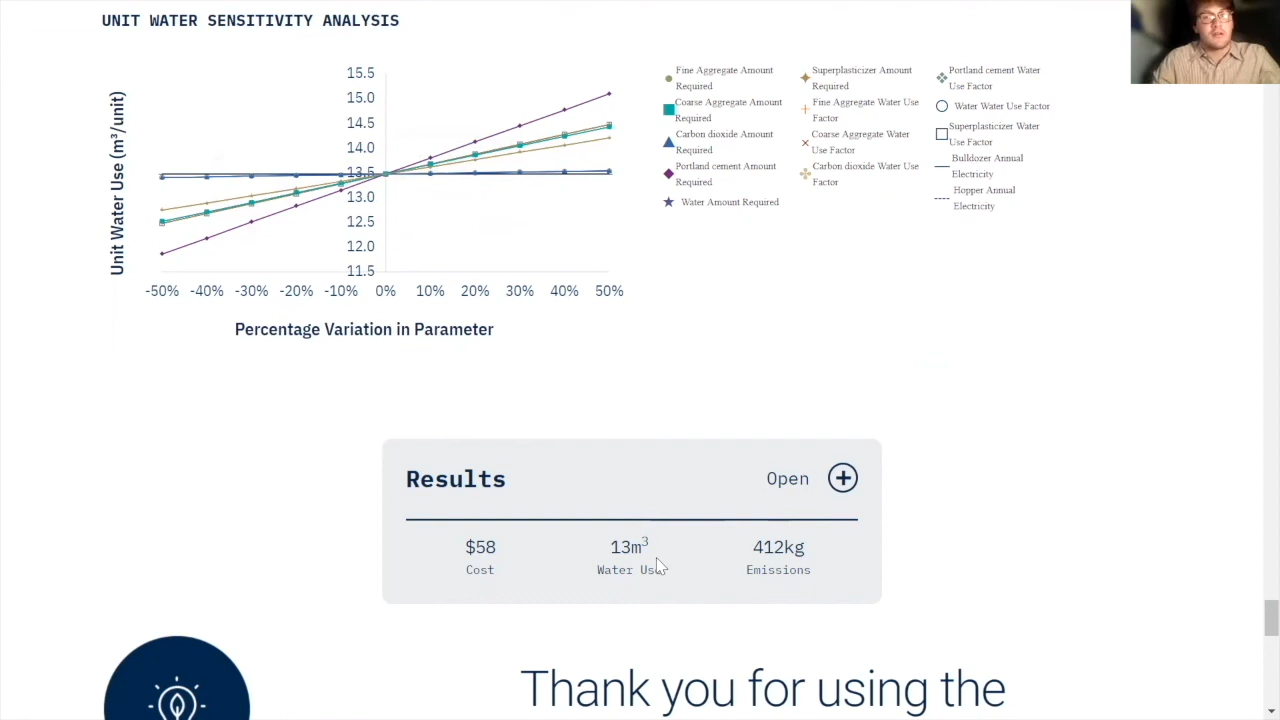 UNIT WATER SENSITIVITY ANALYSIS
Unit Water Use (m³/unit)
15.5
15.0
14.5
14.0
13.5
13.0
12.5
12.0
11.5
-50% -40% -30% -20% -10% 0% 10% 20% 30% 40% 50%
Percentage Variation in Parameter
Fine Aggregate Amount
Required
Coarse Aggregate Amount
Required
Carbon dioxide Amount
Required
Portland cement Amount
Required
Water Amount Required
Superplasticizer Amount
Required
Fine Aggregate Water Use
Factor
Coarse Aggregate Water
Use Factor
Carbon dioxide Water Use
Factor
Portland cement Water
Use Factor
Water Water Use Factor
Superplasticizer Water
Use Factor
Bulldozer Annual
Electricity
Hopper Annual
Electricity
Results Open
$58 13m³ 412kg
Cost Water Use Emissions
Thank you for using the